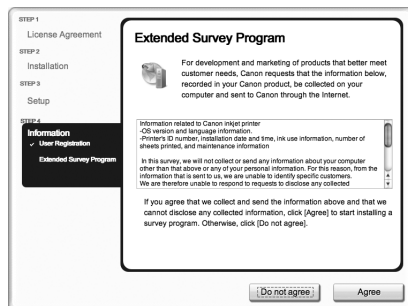 STEP 1
License Agreement
STEP 2
Installation
STEP 3
Setup
STEP 4
Information
User Registration
Extended Survey Program
Extended Survey Program
For development and marketing of products that better meet
customer needs, Canon requests that the information below,
recorded in your Canon product, be collected on your
computer and sent to Canon through the Internet.
Information related to Canon inkjet printer
-OS version and language information.
-Printer's ID number, installation date and time, ink use information, number of
sheets printed, and maintenance information
In this survey, we will not collect or send any information about your computer
other than that above or any of your personal information. For this reason, from the
information that is sent to us, we are unable to identify specific customers.
We are therefore unable to respond to requests to disclose any collected
If you agree that we collect and send the information above and that we
cannot disclose any collected information, click [Agree] to start installing a
survey program. Otherwise, click [Do not agree].
Do not agree
Agree